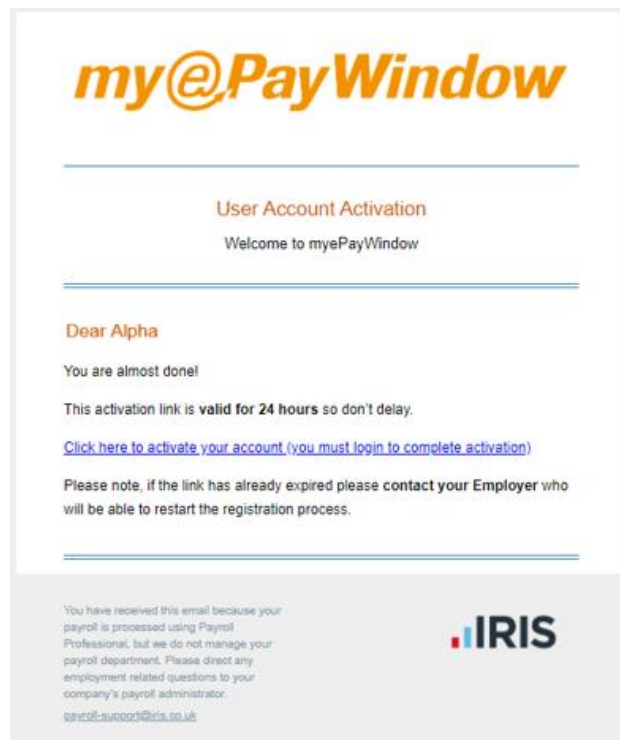 my@PayWindow
User Account Activation
Welcome to myePayWindow
Dear Alpha
You are almost done!
This activation link is valid for 24 hours so don't delay.
Click here to activate your account (you must login to complete activation)
Please note, if the link has already expired please contact your Employer who
will be able to restart the registration process.
You have received this email because your
payroll is processed using Payroll
Professional, but we do not manage your
payroll department. Please direct any
employment related questions to your
company's payroll administrator.
payroll-support@iris.co.uk
IRIS